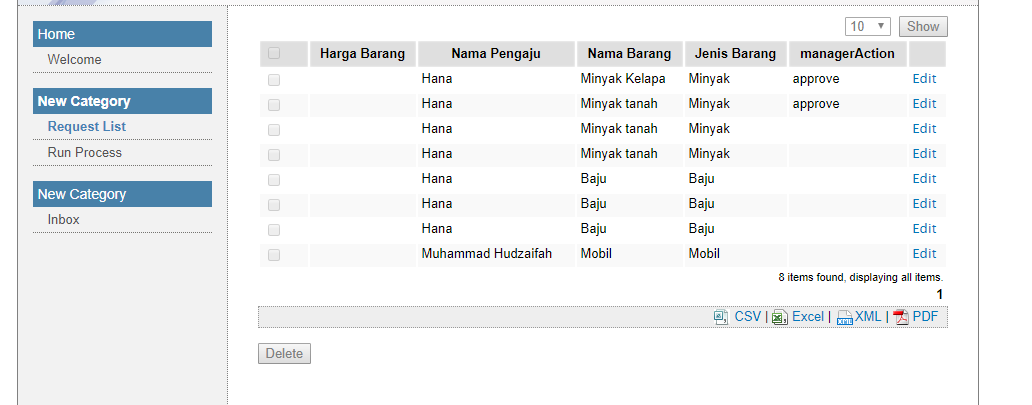 Home
Welcome
New Category
Request List
Run Process
New Category
Inbox
10 Show
Harga Barang Nama Pengaju Nama Barang Jenis Barang managerAction
Hana Minyak Kelapa Minyak approve Edit
Hana Minyak tanah Minyak approve Edit
Hana Minyak tanah Minyak Edit
Hana Minyak tanah Minyak Edit
Hana Baju Baju Edit
Hana Baju Baju Edit
Hana Baju Baju Edit
Muhammad Hudzaifah Mobil Mobil Edit
8 items found, displaying all items.
1
CSV | Excel | XML | PDF
Delete